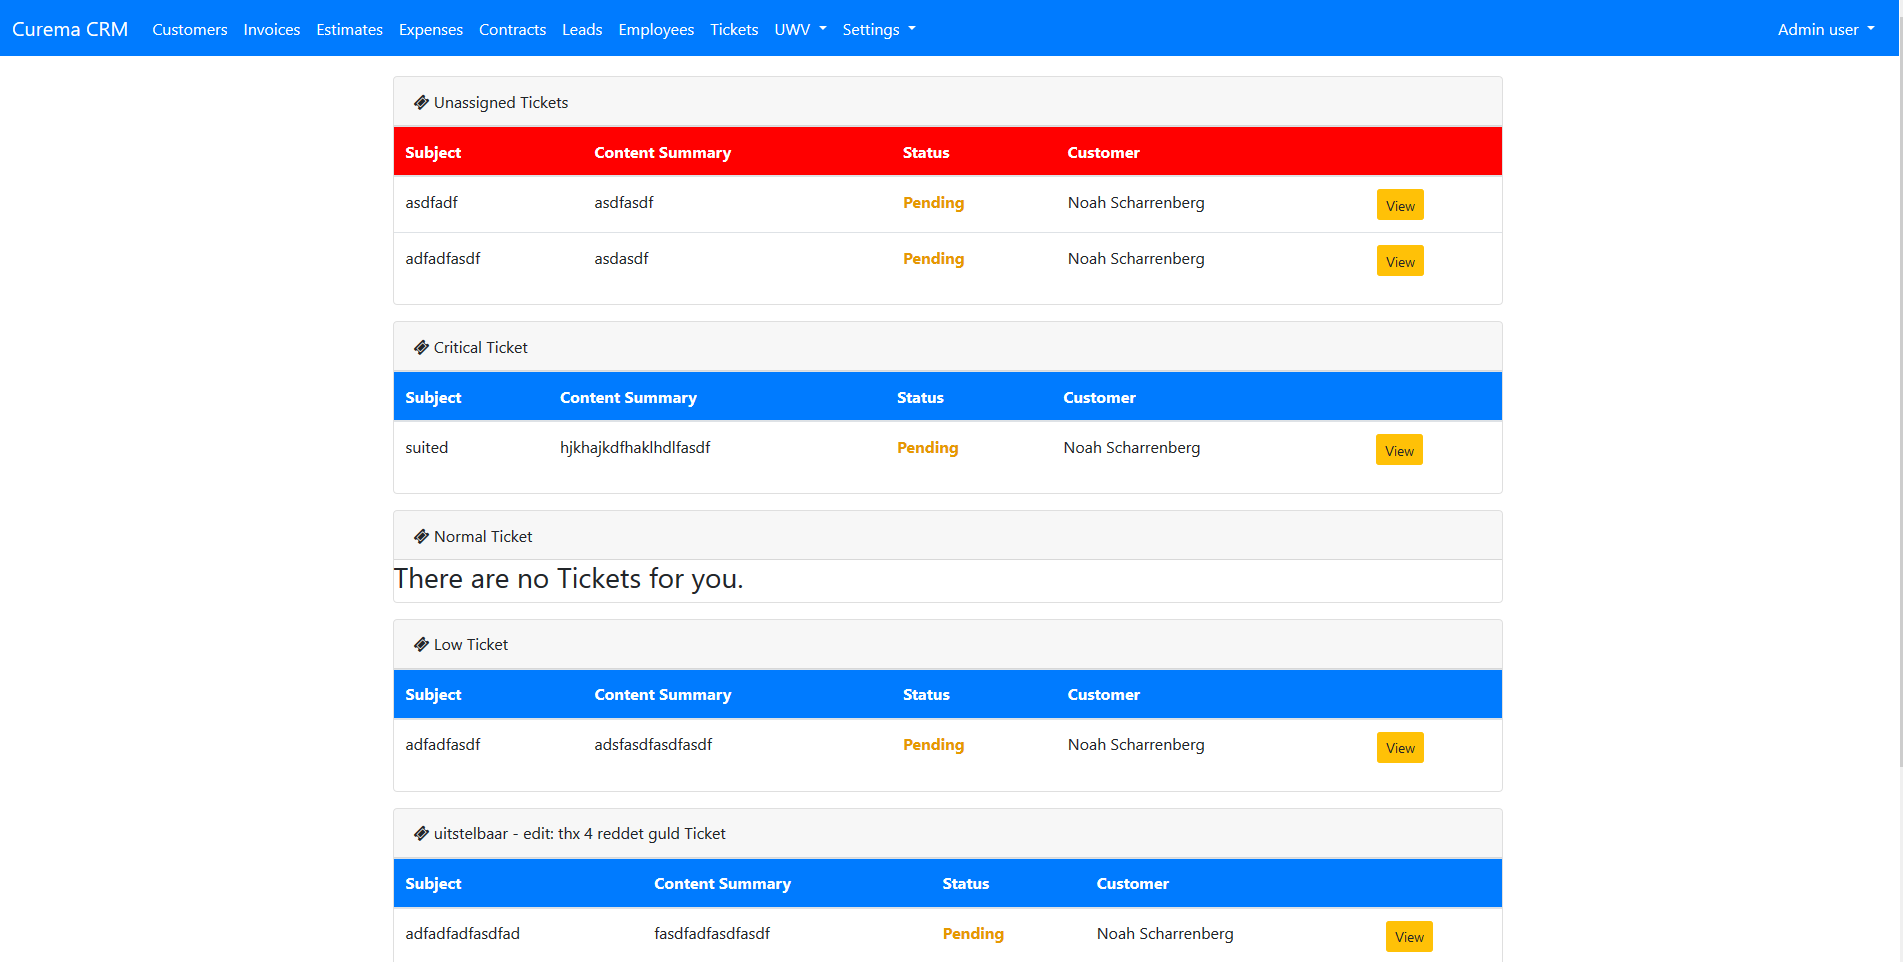 Curema CRM Customers Invoices Estimates Expenses Contracts Leads Employees Tickets UWV Settings Admin user
Unassigned Tickets
Subject Content Summary Status Customer
asdfadf asdfasdf Pending Noah Scharrenberg View
adfadfasdf asdasdf Pending Noah Scharrenberg View
Critical Ticket
Subject Content Summary Status Customer
suited hjkhajkdfhaklhdlfasdf Pending Noah Scharrenberg View
Normal Ticket
There are no Tickets for you.
Low Ticket
Subject Content Summary Status Customer
adfadfasdf adsfasdfasdfasdf Pending Noah Scharrenberg View
uitstelbaar - edit: thx 4 reddet guld Ticket
Subject Content Summary Status Customer
adfadfadfasdfad fasdfadfasdfasdf Pending Noah Scharrenberg View